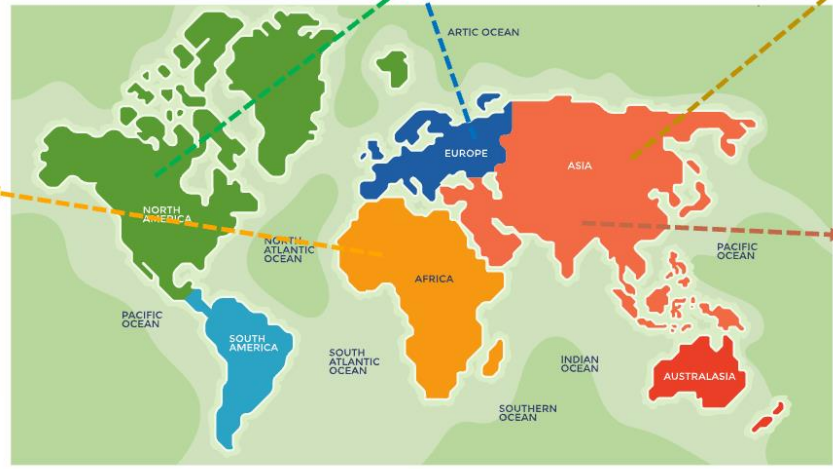 ARTIC OCEAN
EUROPE
ASIA
NORTH
AMERICA
NORTH
ATLANTIC
OCEAN
PACIFIC
OCEAN
AFRICA
PACIFIC
OCEAN
SOUTH
AMERICA
SOUTH
ATLANTIC
OCEAN
INDIAN
OCEAN
AUSTRALASIA
SOUTHERN
OCEAN